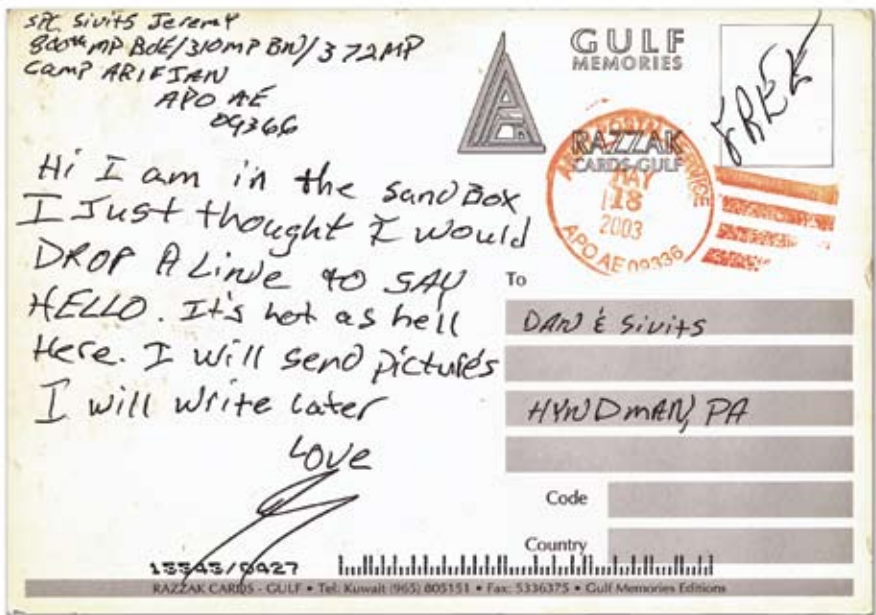 SPC Sivits Jeremy
800th MP BDE/310MP BN/372MP
Camp ARIFJAN
APO AE
09366
Hi I am in the sand Box
I Just thought I would
DROP A Line to SAY
HELLO. It's hot as hell
Here. I will send pictures
I will write later
Love
GULF
MEMORIES
RAZZAK
CARDS-GULF
FREE
MAY
18
2003
APO AE 09336
To
DAN & Sivits
HYNDMAN, PA
Code
Country
RAZZAK CARDS - GULF • Tel: Kuwait (965) 805151 • Fax: 5336375 • Gulf Memories Editions